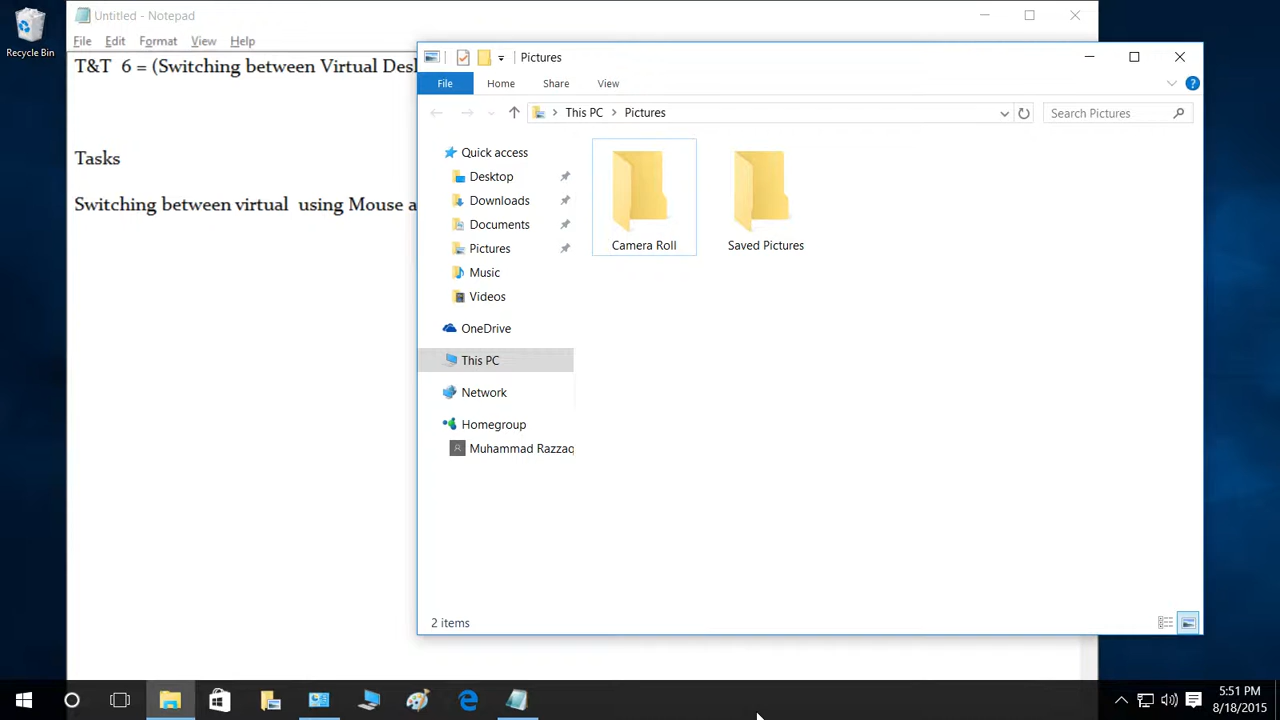 Recycle Bin
Untitled - Notepad
File Edit Format View Help
T&T 6 = (Switching between Virtual Des
Tasks
Switching between virtual using Mouse a
Pictures
File Home Share View
This PC Pictures
Search Pictures
Quick access
Desktop
Downloads
Documents
Pictures
Music
Videos
OneDrive
This PC
Network
Homegroup
Muhammad Razzaq
Camera Roll
Saved Pictures
2 items
5:51 PM
8/18/2015